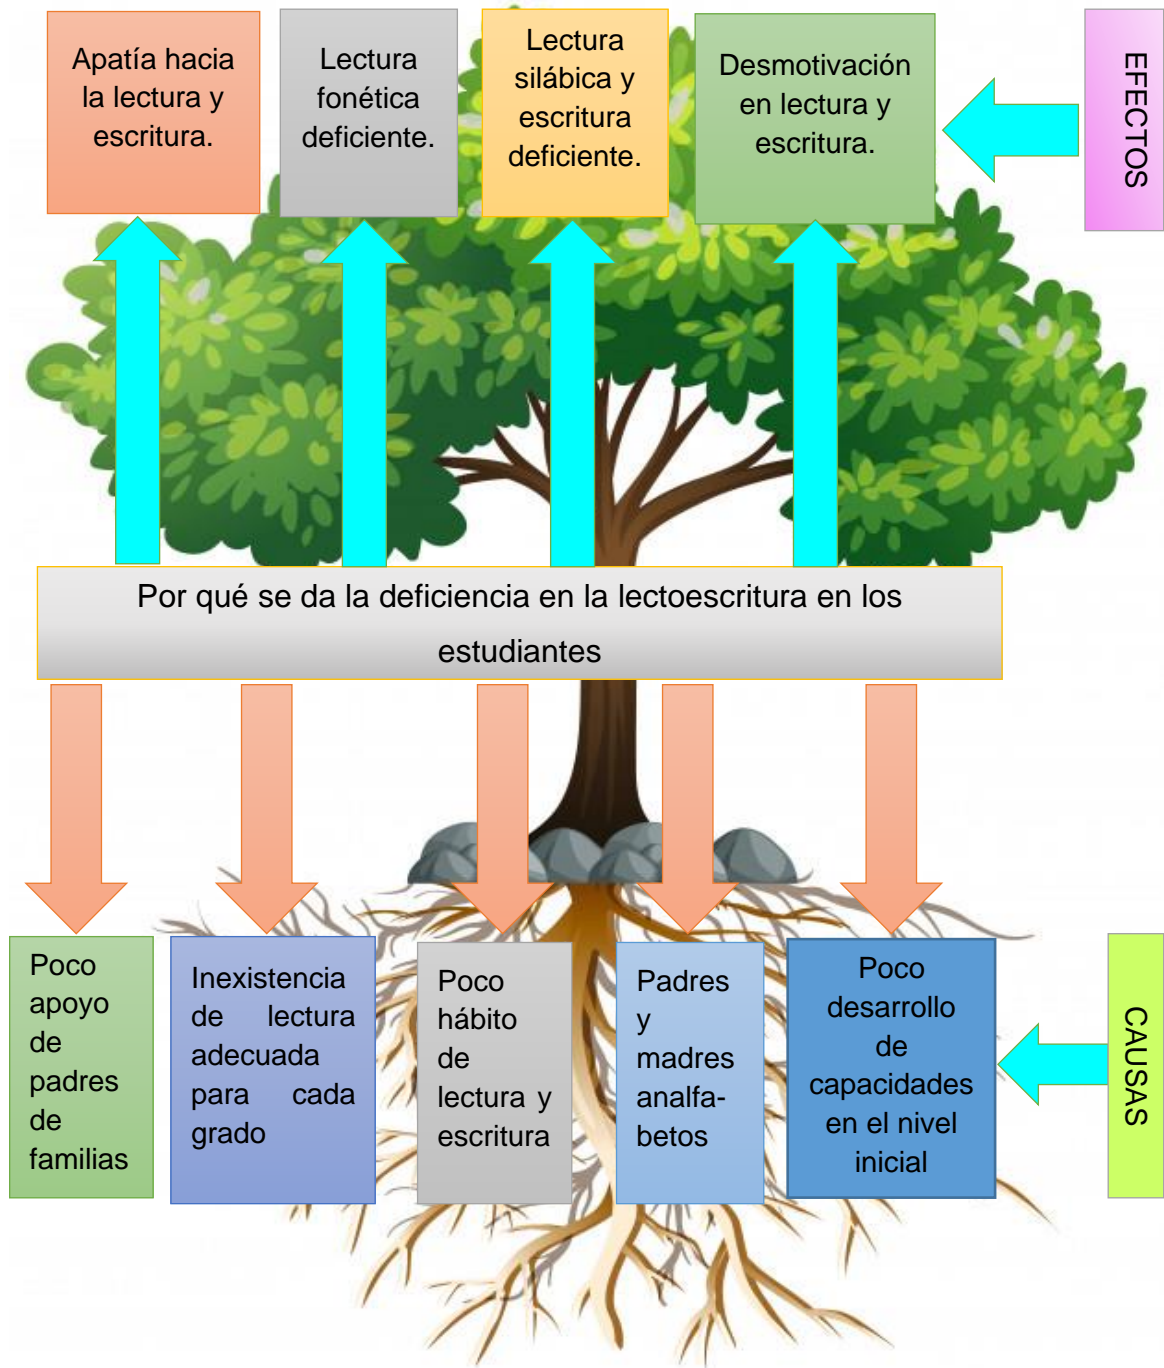 Apatía hacia
la lectura y
escritura.
Lectura
fonética
deficiente.
Lectura
silábica y
escritura
deficiente.
Desmotivación
en lectura y
escritura.
EFECTOS
Por qué se da la deficiencia en la lectoescritura en los
estudiantes
Poco
apoyo
de
padres
de
familias
Inexistencia
de lectura
adecuada
para cada
grado
Poco
hábito
de
lectura y
escritura
Padres
y
madres
analfa-
betos
Poco
desarrollo
de
capacidades
en el nivel
inicial
CAUSAS